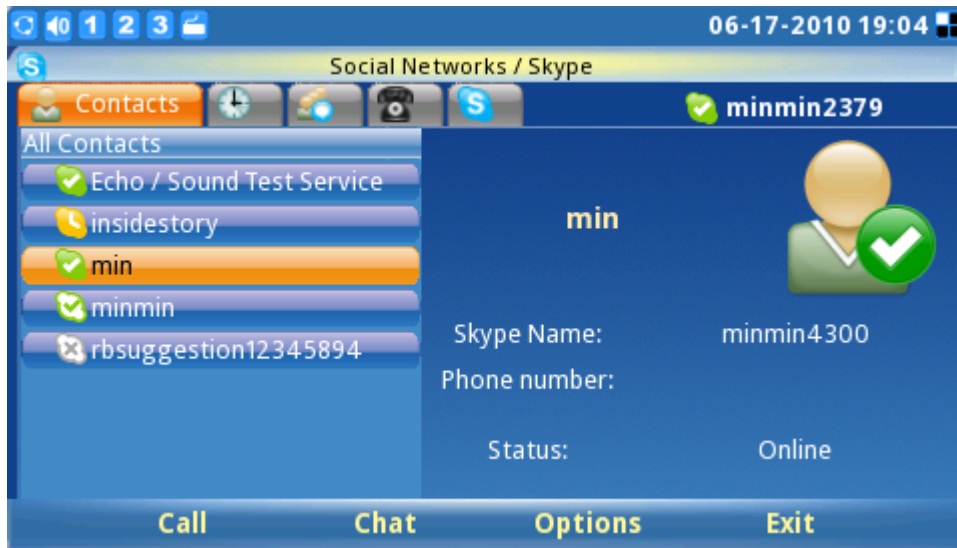 1 2 3 06-17-2010 19:04
S Social Networks / Skype
Contacts S minmin2379
All Contacts
Echo / Sound Test Service
insidestory
min
minmin
rbsuggestion12345894
min
Skype Name: minmin4300
Phone number:
Status: Online
Call Chat Options Exit